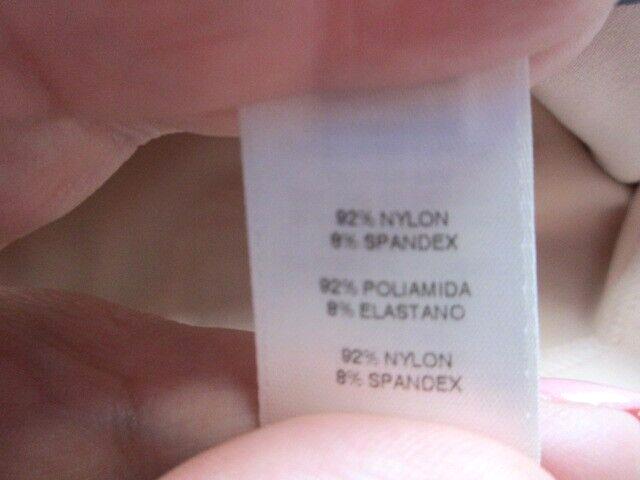 92% NYLON
8% SPANDEX
92% POLIAMIDA
8% ELASTANO
92% NYLON
8% SPANDEX